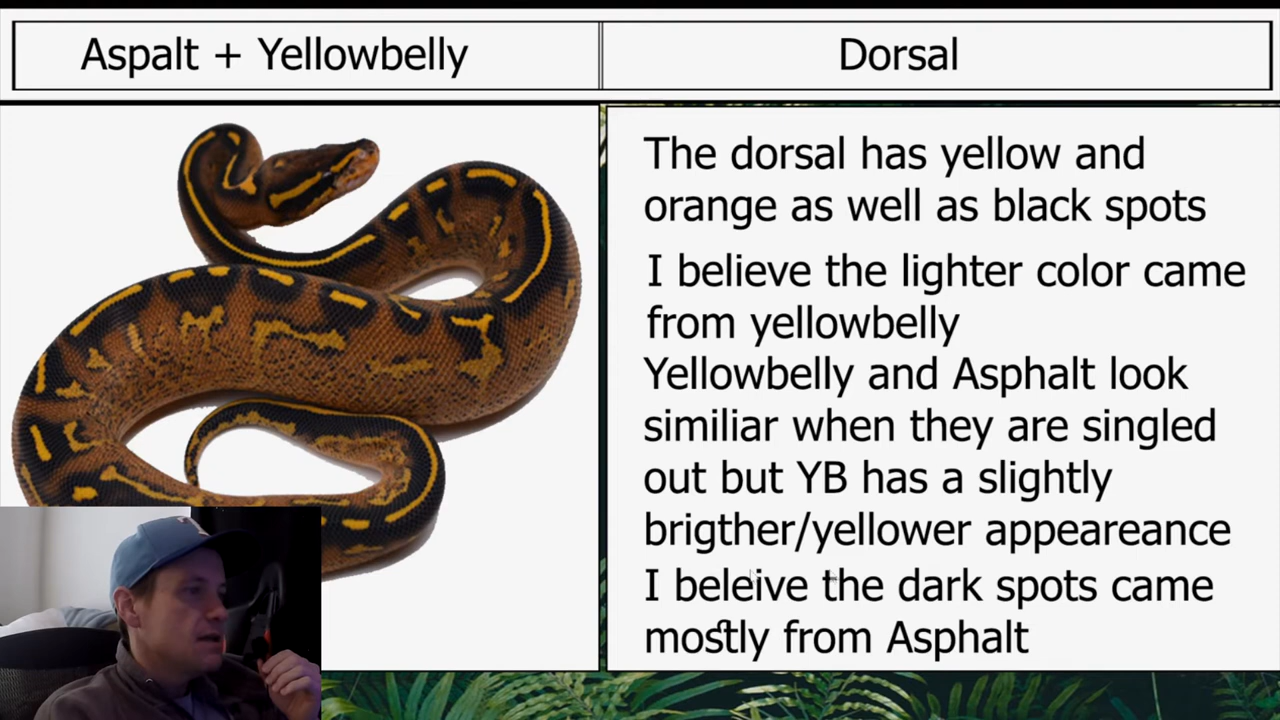 Aspalt + Yellowbelly
Dorsal
The dorsal has yellow and
orange as well as black spots
I believe the lighter color came
from yellowbelly
Yellowbelly and Asphalt look
similiar when they are singled
out but YB has a slightly
brigther/yellower appeareance
I beleive the dark spots came
mostly from Asphalt